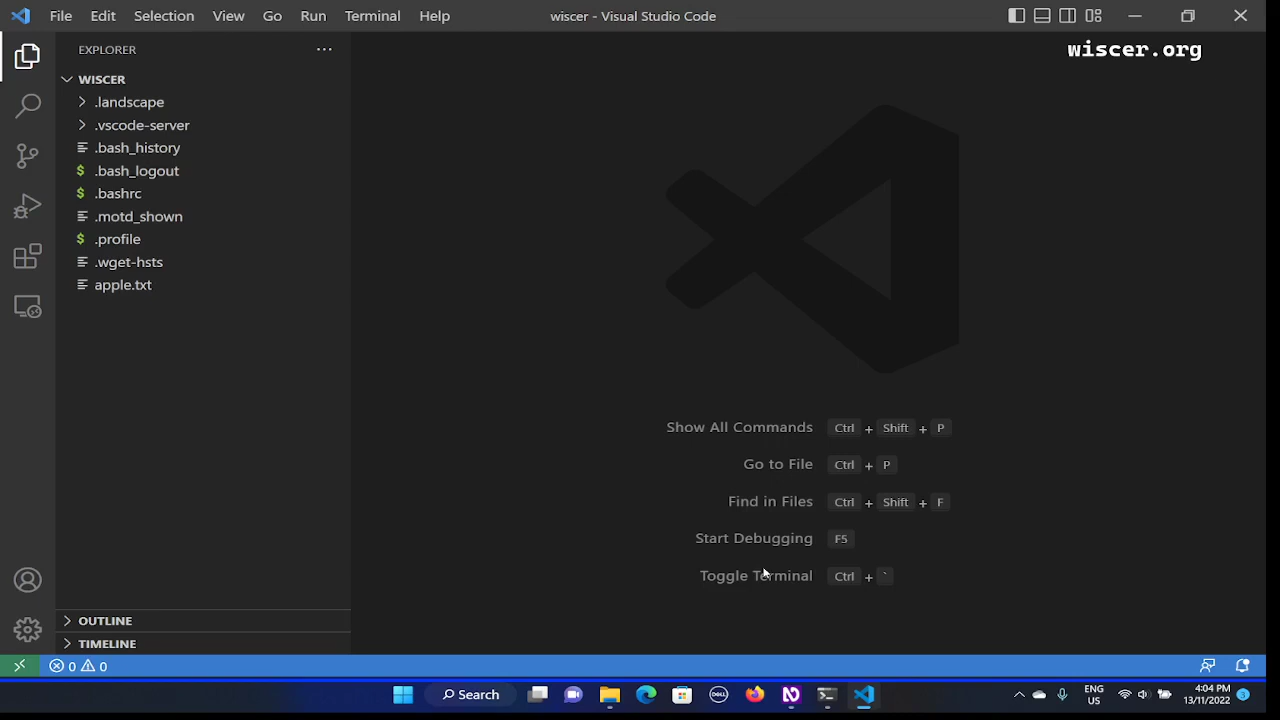 File Edit Selection View Go Run Terminal Help wiscer - Visual Studio Code
EXPLORER
wiscer.org
WISCER
.landscape
.vscode-server
.bash_history
$ .bash_logout
$ .bashrc
.motd_shown
$ .profile
.wget-hsts
apple.txt
Show All Commands Ctrl + Shift + P
Go to File Ctrl + P
Find in Files Ctrl + Shift + F
Start Debugging F5
Toggle Terminal Ctrl + `
OUTLINE
TIMELINE
0 0
Search DELL ENG 4:04 PM
US 13/11/2022 3